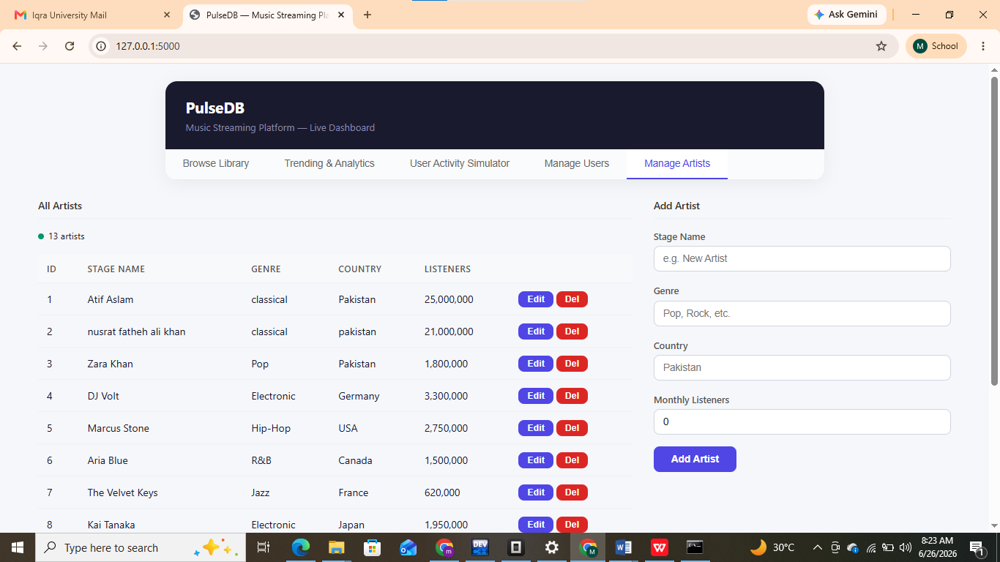 Iqra University Mail
PulseDB — Music Streaming Pla
Ask Gemini
127.0.0.1:5000
M School
PulseDB
Music Streaming Platform — Live Dashboard
Browse Library Trending & Analytics User Activity Simulator Manage Users Manage Artists
All Artists
13 artists
ID STAGE NAME GENRE COUNTRY LISTENERS
1 Atif Aslam classical Pakistan 25,000,000 Edit Del
2 nusrat fatheh ali khan classical pakistan 21,000,000 Edit Del
3 Zara Khan Pop Pakistan 1,800,000 Edit Del
4 DJ Volt Electronic Germany 3,300,000 Edit Del
5 Marcus Stone Hip-Hop USA 2,750,000 Edit Del
6 Aria Blue R&B Canada 1,500,000 Edit Del
7 The Velvet Keys Jazz France 620,000 Edit Del
8 Kai Tanaka Electronic Japan 1,950,000 Edit Del
Add Artist
Stage Name
e.g. New Artist
Genre
Pop, Rock, etc.
Country
Pakistan
Monthly Listeners
0
Add Artist
Type here to search
m
DEV
M
W
W
30°C
8:23 AM
6/26/2026
1